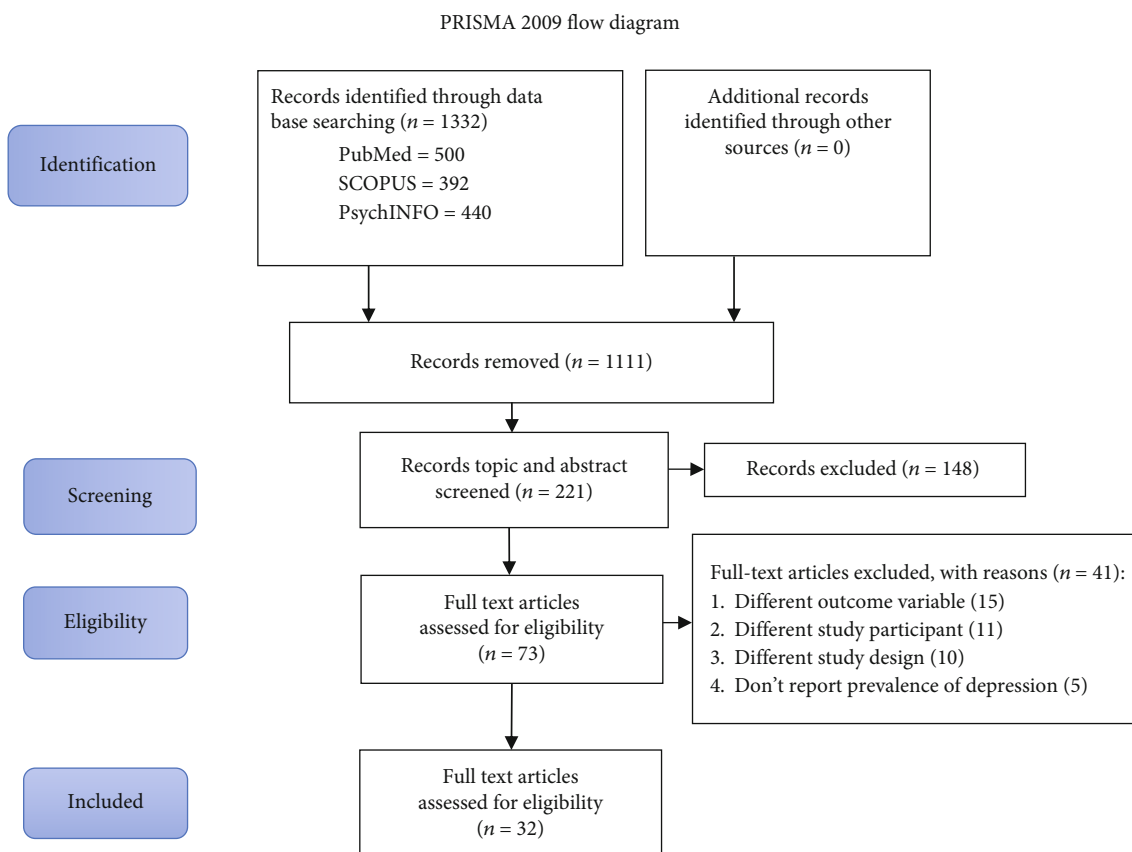 PRISMA 2009 flow diagram
Identification
Records identified through data
base searching (n = 1332)
PubMed = 500
SCOPUS = 392
PsychINFO = 440
Additional records
identified through other
sources (n = 0)
Records removed (n = 1111)
Screening
Records topic and abstract
screened (n = 221)
Records excluded (n = 148)
Eligibility
Full text articles
assessed for eligibility
(n = 73)
Full-text articles excluded, with reasons (n = 41):
1. Different outcome variable (15)
2. Different study participant (11)
3. Different study design (10)
4. Don't report prevalence of depression (5)
Included
Full text articles
assessed for eligibility
(n = 32)